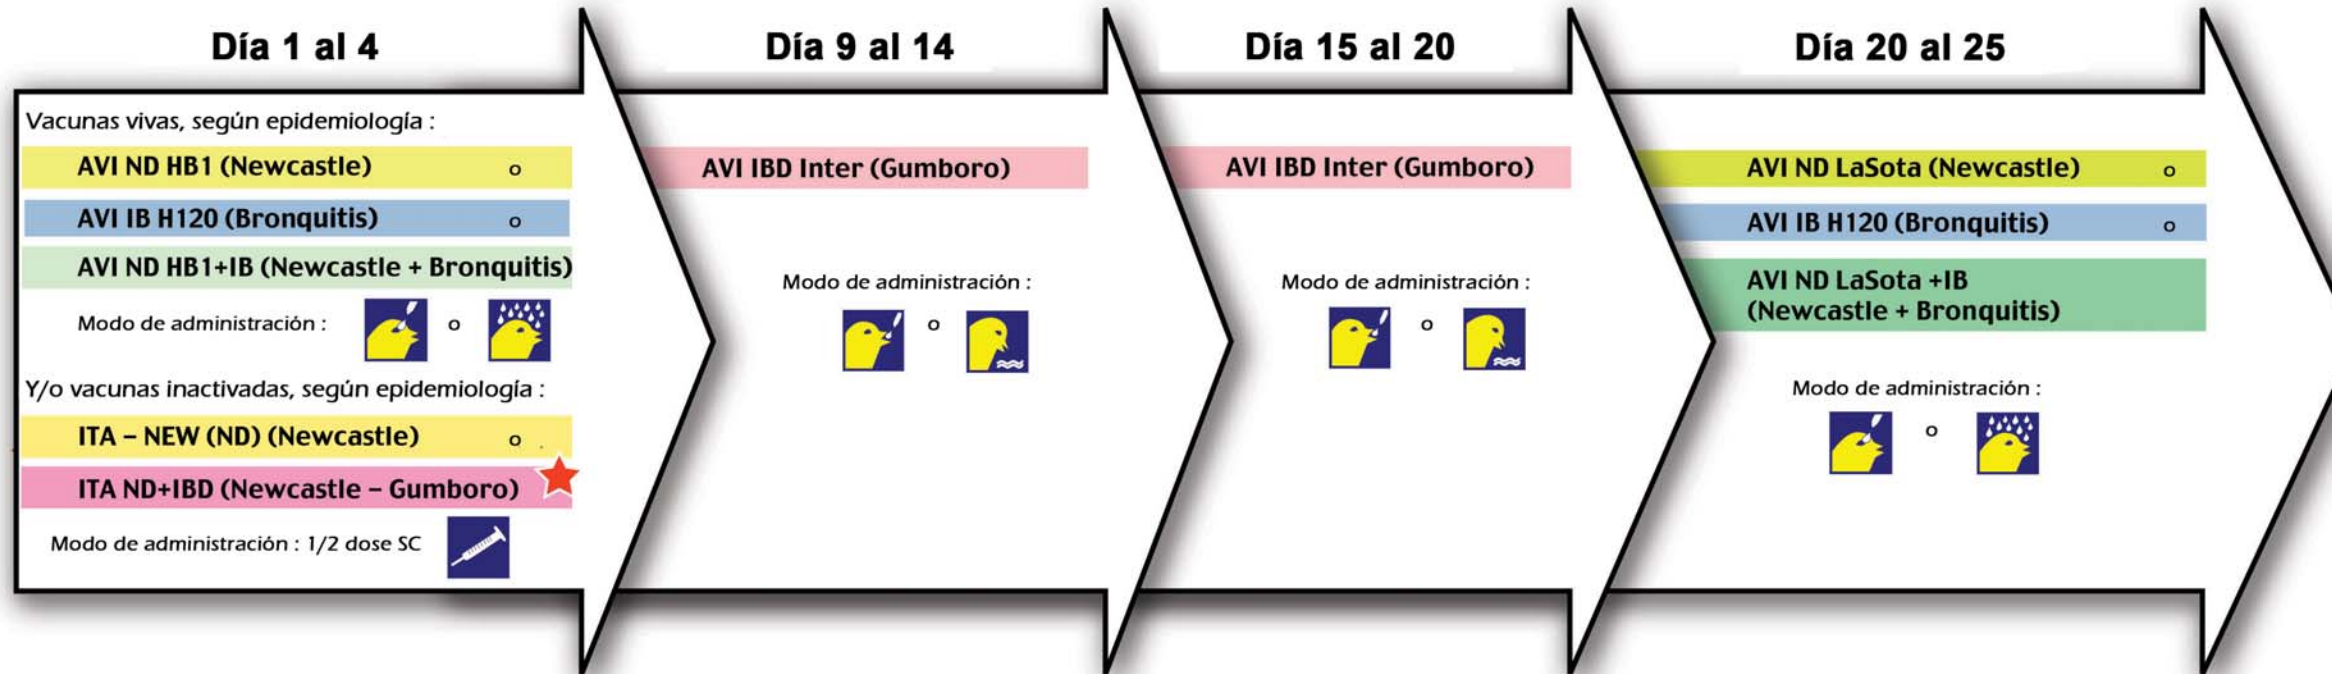 Día 1 al 4
Vacunas vivas, según epidemiología :
AVI ND HB1 (Newcastle) o
AVI IB H120 (Bronquitis) o
AVI ND HB1+IB (Newcastle + Bronquitis)
Modo de administración : o
Y/o vacunas inactivadas, según epidemiología :
ITA – NEW (ND) (Newcastle) o
ITA ND+IBD (Newcastle – Gumboro)
Modo de administración : 1/2 dose SC
Día 9 al 14
AVI IBD Inter (Gumboro)
Modo de administración :
o
Día 15 al 20
AVI IBD Inter (Gumboro)
Modo de administración :
o
Día 20 al 25
AVI ND LaSota (Newcastle) o
AVI IB H120 (Bronquitis) o
AVI ND LaSota +IB
(Newcastle + Bronquitis)
Modo de administración :
o